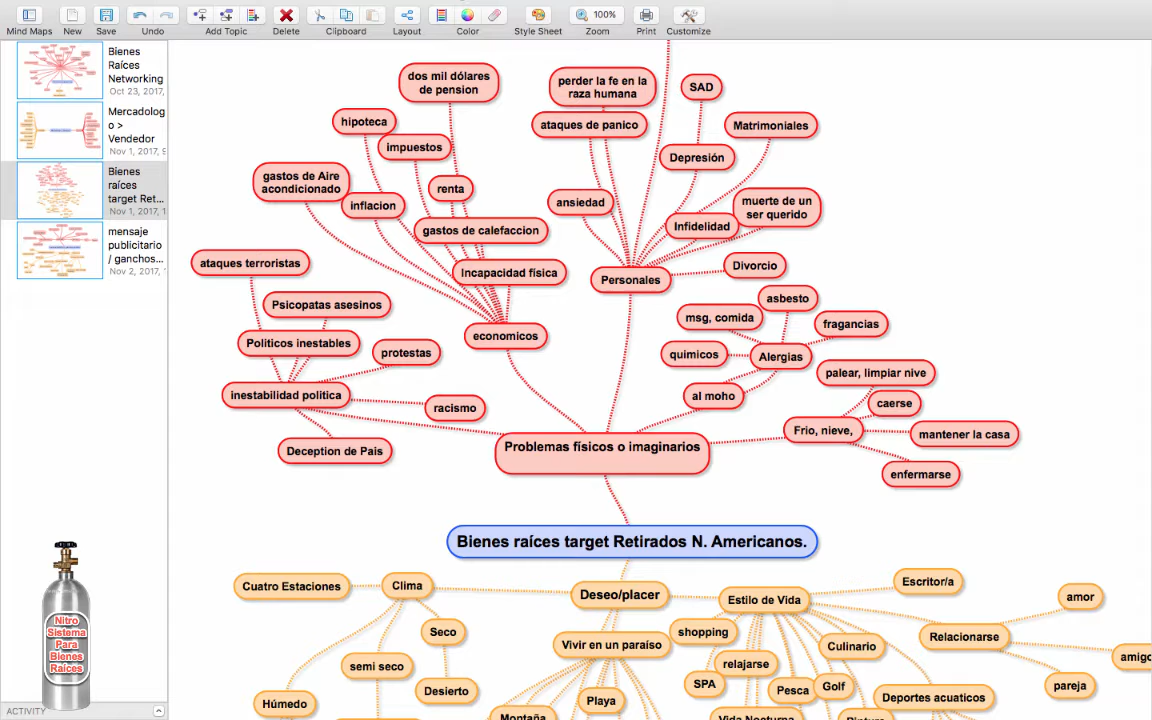 100%
Mind Maps
New
Save
Undo
Add Topic
Delete
Clipboard
Layout
Color
Style Sheet
Zoom
Print
Customize
Bienes
Raíces
Networking
Oct 23, 2017,
Mercadolog
o >
Vendedor
Nov 1, 2017, 9
Bienes
raíces
target Ret...
Nov 1, 2017, 1
mensaje
publicitario
/ ganchos...
Nov 2, 2017,
Nitro
Sistema
Para
Bienes
Raíces
ACTIVITY
dos mil dólares
de pension
hipoteca
impuestos
gastos de Aire
acondicionado
renta
inflacion
gastos de calefaccion
Incapacidad física
economicos
ataques terroristas
Psicopatas asesinos
Politicos inestables
protestas
inestabilidad politica
racismo
Deception de Pais
perder la fe en la
raza humana
SAD
ataques de panico
Matrimoniales
Depresión
ansiedad
muerte de un
ser querido
Infidelidad
Personales
Divorcio
asbesto
msg, comida
fragancias
quimicos
Alergias
al moho
palear, limpiar nive
caerse
Frio, nieve,
mantener la casa
enfermarse
Problemas físicos o imaginarios
Bienes raíces target Retirados N. Americanos.
Cuatro Estaciones
Clima
Deseo/placer
Estilo de Vida
Escritor/a
amor
Seco
shopping
Relacionarse
Vivir en un paraíso
Culinario
amigo
semi seco
relajarse
SPA
Pesca
Golf
pareja
Desierto
Deportes acuaticos
Húmedo
Playa
Montaña
Vida Nocturna
Pintura